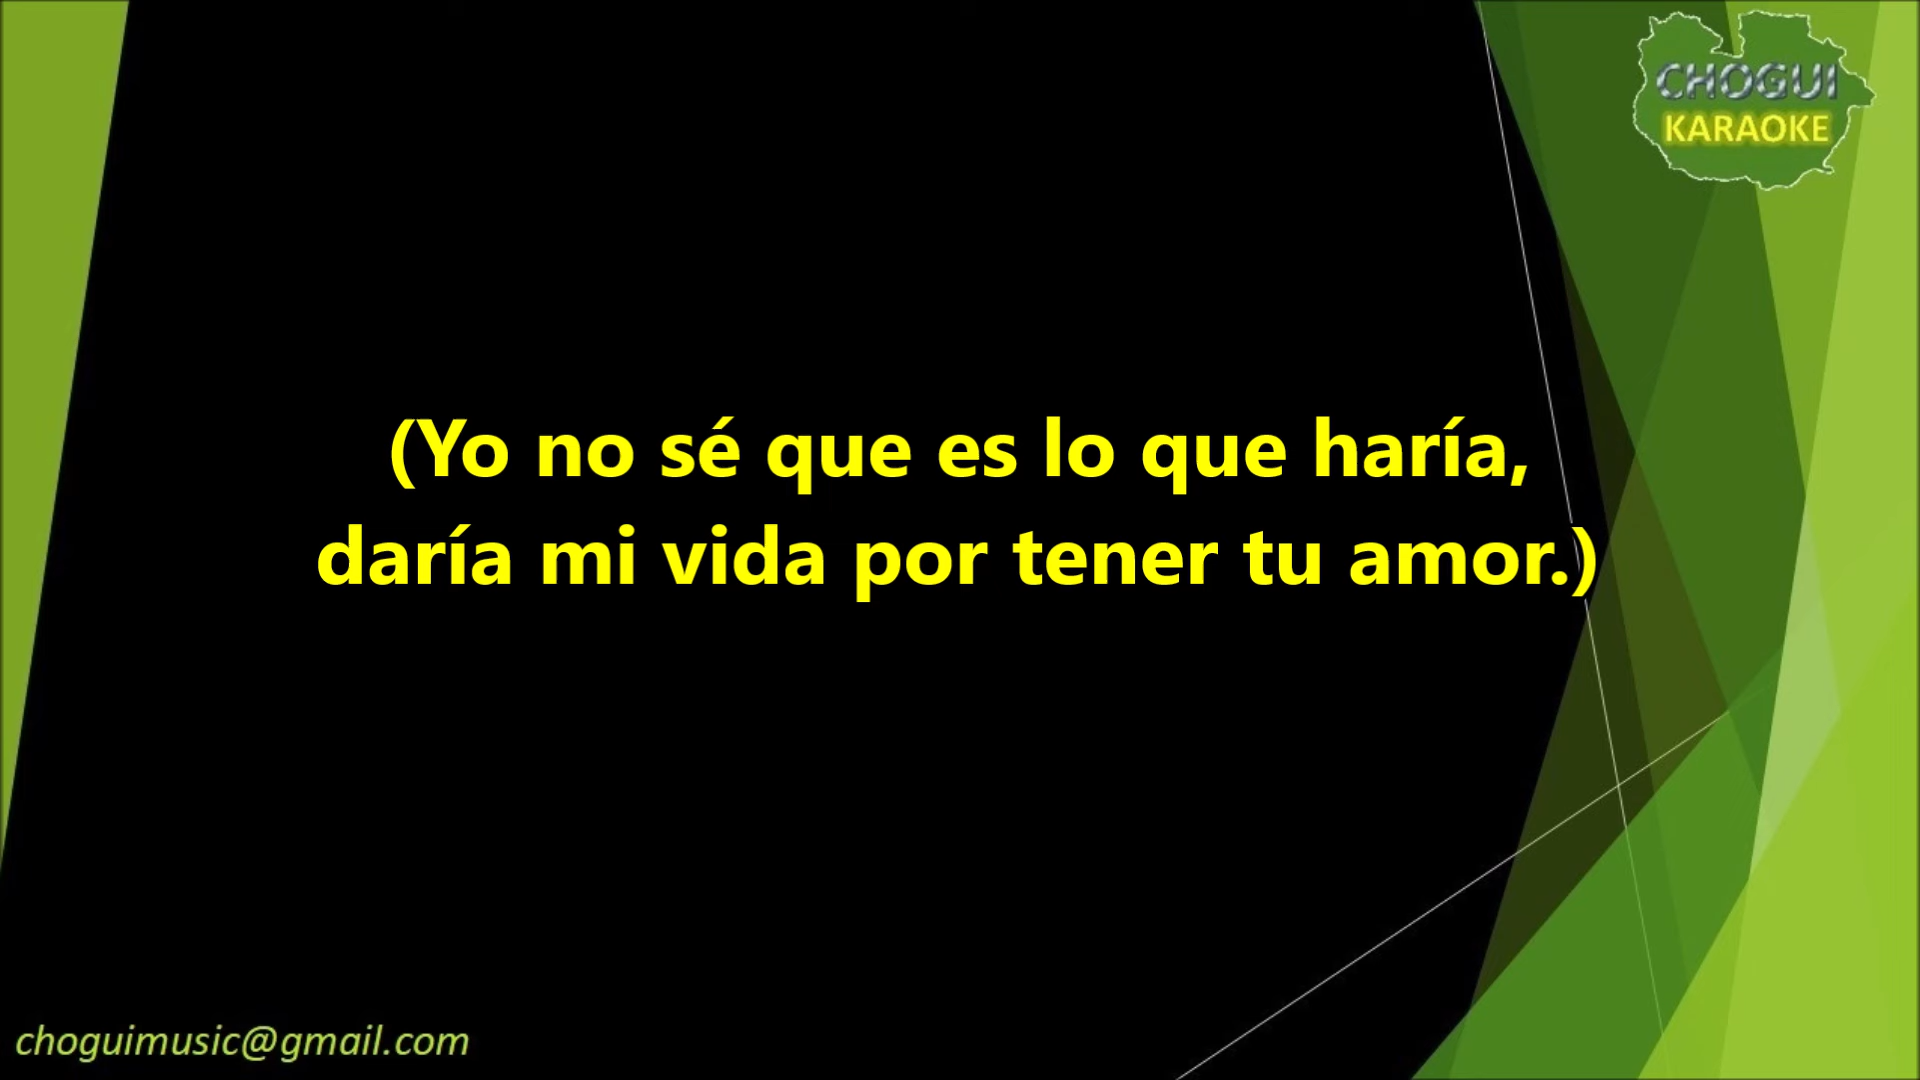 CHOGUI
KARAOKE
(Yo no sé que es lo que haría,
daría mi vida por tener tu amor.)
choguimusic@gmail.com